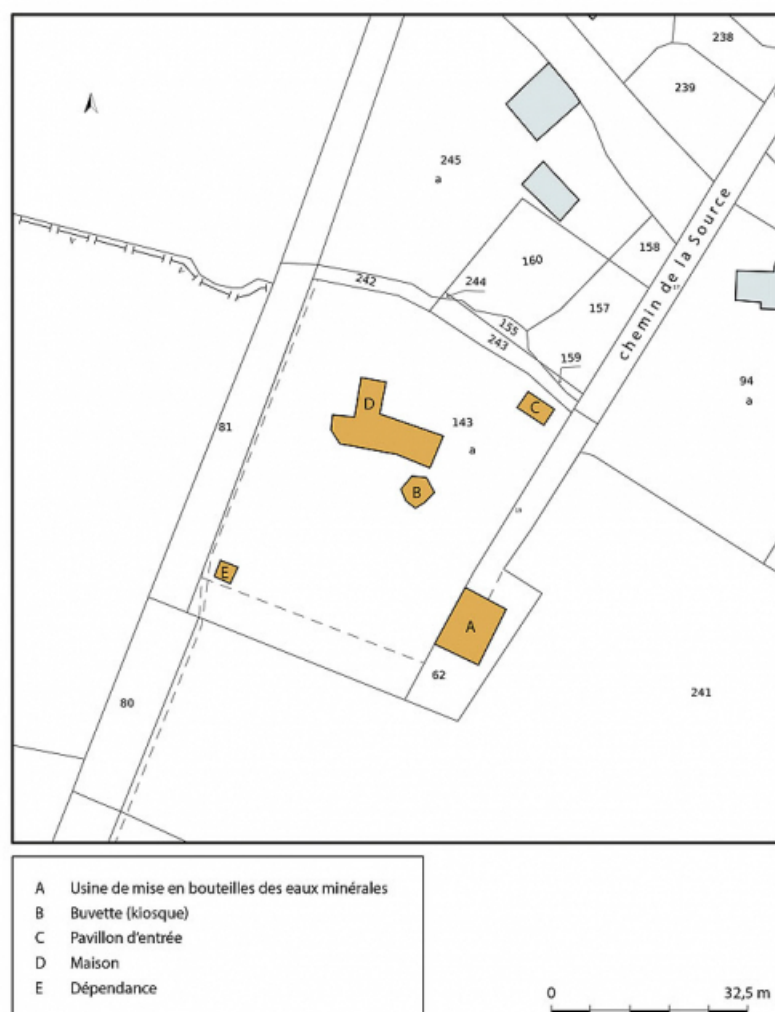 238
239
245
a
158
160
chemin de la Source
242
244
157
155
243
159
94
a
D
C
143
a
81
B
E
A
62
241
80
A Usine de mise en bouteilles des eaux minérales
B Buvette (kiosque)
C Pavillon d'entrée
D Maison
E Dépendance
0 32,5 m